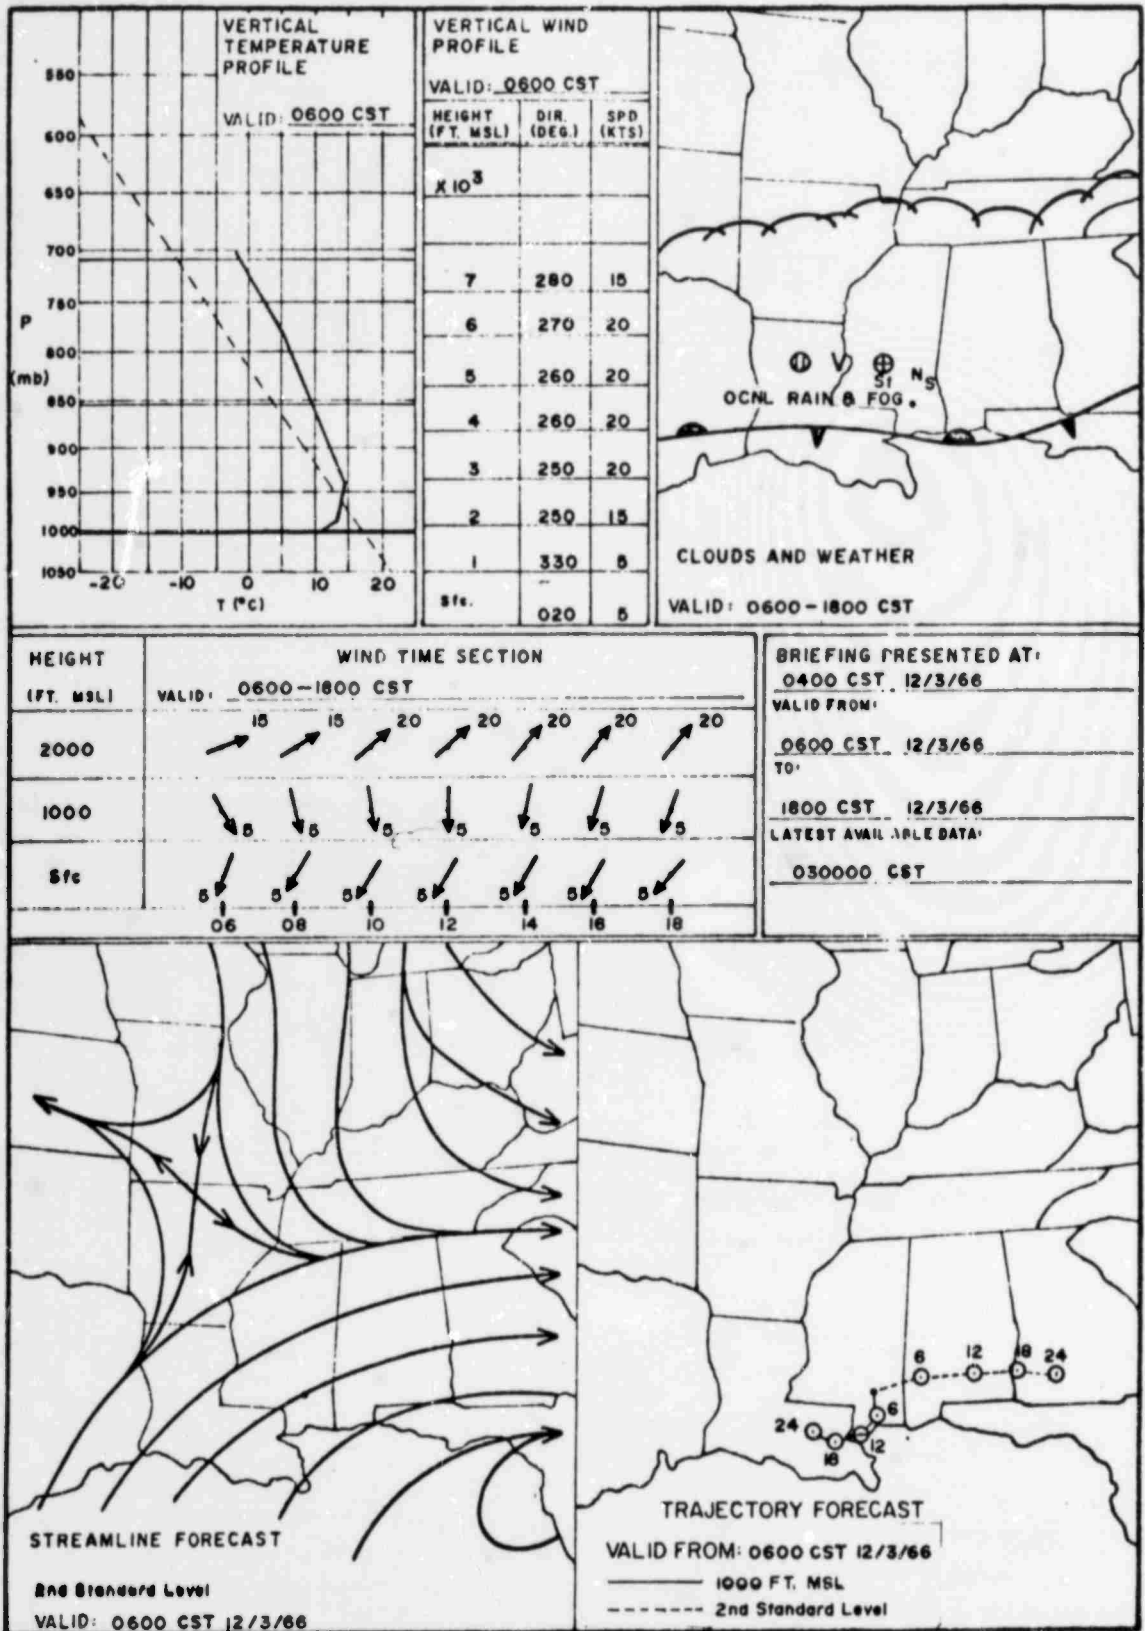 VERTICAL
TEMPERATURE
PROFILE
VALID: 0600 CST
550
600
650
700
750
P
800
(mb)
850
900
950
1000
1050
-20 -10 0 10 20
T (°C)
VERTICAL WIND
PROFILE
VALID: 0600 CST
HEIGHT DIR. SPD
(FT. MSL) (DEG.) (KTS)
X 10³
7 280 15
6 270 20
5 260 20
4 260 20
3 250 20
2 250 15
1 330 5
Sfc. 020 5
V
St NS
OCNL RAIN & FOG.
CLOUDS AND WEATHER
VALID: 0600-1800 CST
HEIGHT
(FT. MSL)
WIND TIME SECTION
VALID: 0600-1800 CST
15 15 20 20 20 20 20
2000
1000
5 5 5 5 5 5 5
Sfc
5 5 5 5 5 5 5
06 08 10 12 14 16 18
BRIEFING PRESENTED AT:
0400 CST 12/3/66
VALID FROM:
0600 CST 12/3/66
TO:
1800 CST 12/3/66
LATEST AVAILABLE DATA:
030000 CST
STREAMLINE FORECAST
2nd Standard Level
VALID: 0600 CST 12/3/66
6 12 18 24
6
24
12
18
TRAJECTORY FORECAST
VALID FROM: 0600 CST 12/3/66
1000 FT. MSL
2nd Standard Level